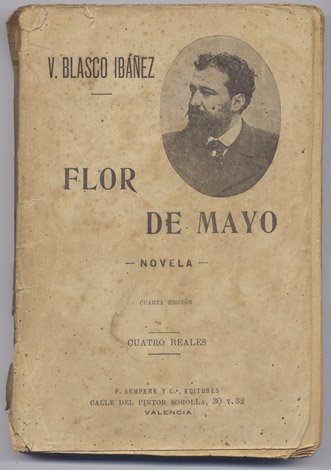 V. BLASCO IBÁÑEZ
FLOR
DE MAYO
— NOVELA —
CUARTA EDICIÓN
CUATRO REALES
F. SEMPERE Y Cª, EDITORES
CALLE DEL PINTOR SOROLLA, 30 Y 32
VALENCIA